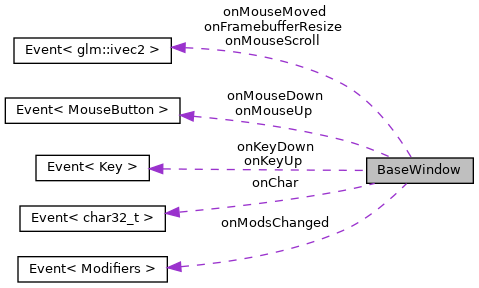 onMouseMoved
onFramebufferResize
onMouseScroll
Event< glm::ivec2 >
onMouseDown
onMouseUp
Event< MouseButton >
onKeyDown
onKeyUp
Event< Key >
BaseWindow
onChar
Event< char32_t >
onModsChanged
Event< Modifiers >